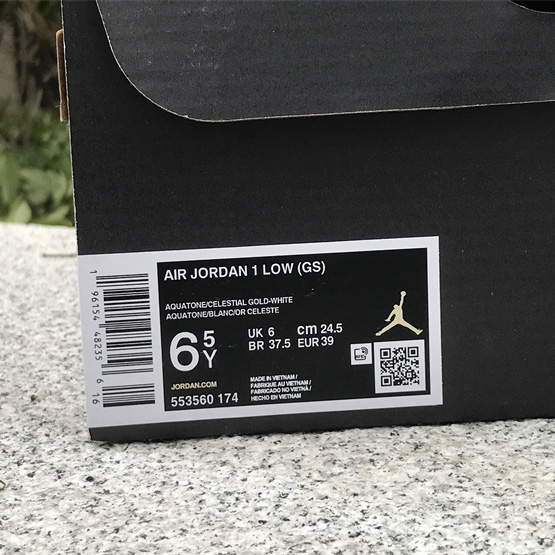 AIR JORDAN 1 LOW (GS)
AQUATONE/CELESTIAL GOLD-WHITE
AQUATONE/BLANC/OR CELESTE
6 5 Y
UK 6 cm 24.5
BR 37.5 EUR 39
JORDAN.COM
553560 174
MADE IN VIETNAM /
FABRIQUE AU VIETNAM /
FABRICADO NO VIETNÃ /
HECHO EN VIETNAM
1 96154 48235 6 16